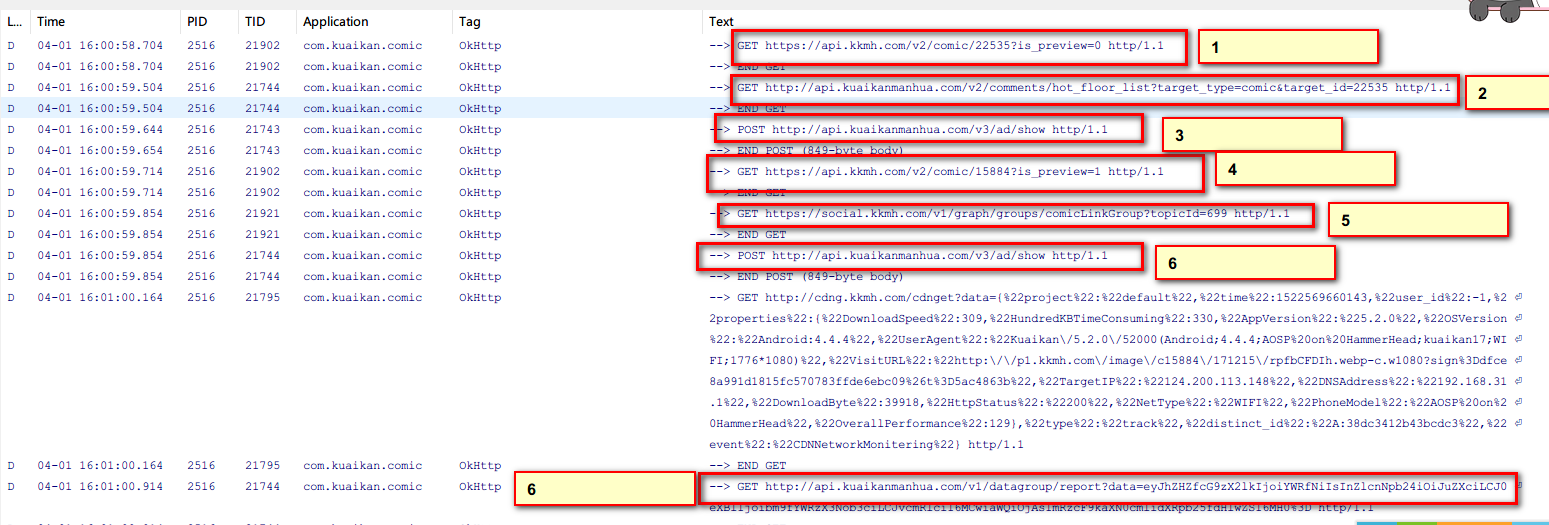 L... Time PID TID Application Tag Text
D 04-01 16:00:58.704 2516 21902 com.kuaikan.comic OkHttp --> GET https://api.kkmh.com/v2/comic/22535?is_preview=0 http/1.1 1
D 04-01 16:00:58.704 2516 21902 com.kuaikan.comic OkHttp --> END GET
D 04-01 16:00:59.504 2516 21744 com.kuaikan.comic OkHttp --> GET http://api.kuaikanmanhua.com/v2/comments/hot_floor_list?target_type=comic&target_id=22535 http/1.1 2
D 04-01 16:00:59.504 2516 21744 com.kuaikan.comic OkHttp --> END GET
D 04-01 16:00:59.644 2516 21743 com.kuaikan.comic OkHttp --> POST http://api.kuaikanmanhua.com/v3/ad/show http/1.1 3
D 04-01 16:00:59.654 2516 21743 com.kuaikan.comic OkHttp --> END POST (849-byte body)
D 04-01 16:00:59.714 2516 21902 com.kuaikan.comic OkHttp --> GET https://api.kkmh.com/v2/comic/15884?is_preview=1 http/1.1 4
D 04-01 16:00:59.714 2516 21902 com.kuaikan.comic OkHttp --> END GET
D 04-01 16:00:59.854 2516 21921 com.kuaikan.comic OkHttp --> GET https://social.kkmh.com/v1/graph/groups/comicLinkGroup?topicId=699 http/1.1 5
D 04-01 16:00:59.854 2516 21921 com.kuaikan.comic OkHttp --> END GET
D 04-01 16:00:59.854 2516 21744 com.kuaikan.comic OkHttp --> POST http://api.kuaikanmanhua.com/v3/ad/show http/1.1 6
D 04-01 16:00:59.854 2516 21744 com.kuaikan.comic OkHttp --> END POST (849-byte body)
D 04-01 16:01:00.164 2516 21795 com.kuaikan.comic OkHttp --> GET http://cdng.kkmh.com/cdnget?data={%22project%22:%22default%22,%22time%22:1522569660143,%22user_id%22:-1,%2
2properties%22:{%22DownloadSpeed%22:309,%22HundredKBTimeConsuming%22:330,%22AppVersion%22:%225.2.0%22,%22OSVersion
%22:%22Android:4.4.4%22,%22UserAgent%22:%22Kuaikan\/5.2.0\/52000(Android;4.4.4;AOSP%20on%20HammerHead;kuaikan17;WI
FI;1776*1080)%22,%22VisitURL%22:%22http:\/\/p1.kkmh.com\/image\/c15884\/171215\/rpfbCFDIh.webp-c.w1080?sign%3Ddfce
8a991d1815fc570783ffde6ebc09%26t%3D5ac4863b%22,%22TargetIP%22:%22124.200.113.148%22,%22DNSAddress%22:%22192.168.31
.1%22,%22DownloadByte%22:39918,%22HttpStatus%22:%22200%22,%22NetType%22:%22WIFI%22,%22PhoneModel%22:%22AOSP%20on%2
0HammerHead%22,%22OverallPerformance%22:129},%22type%22:%22track%22,%22distinct_id%22:%22A:38dc3412b43bcdc3%22,%22
event%22:%22CDNNetworkMonitering%22} http/1.1
D 04-01 16:01:00.164 2516 21795 com.kuaikan.comic OkHttp --> END GET
D 04-01 16:01:00.914 2516 21744 com.kuaikan.comic OkHttp 6 --> GET http://api.kuaikanmanhua.com/v1/datagroup/report?data=eyJhZHZfcG9zX2lkIjoiYWRfNiIsInZlcnNpb24iOiJuZXciLCJ0
http/1.1